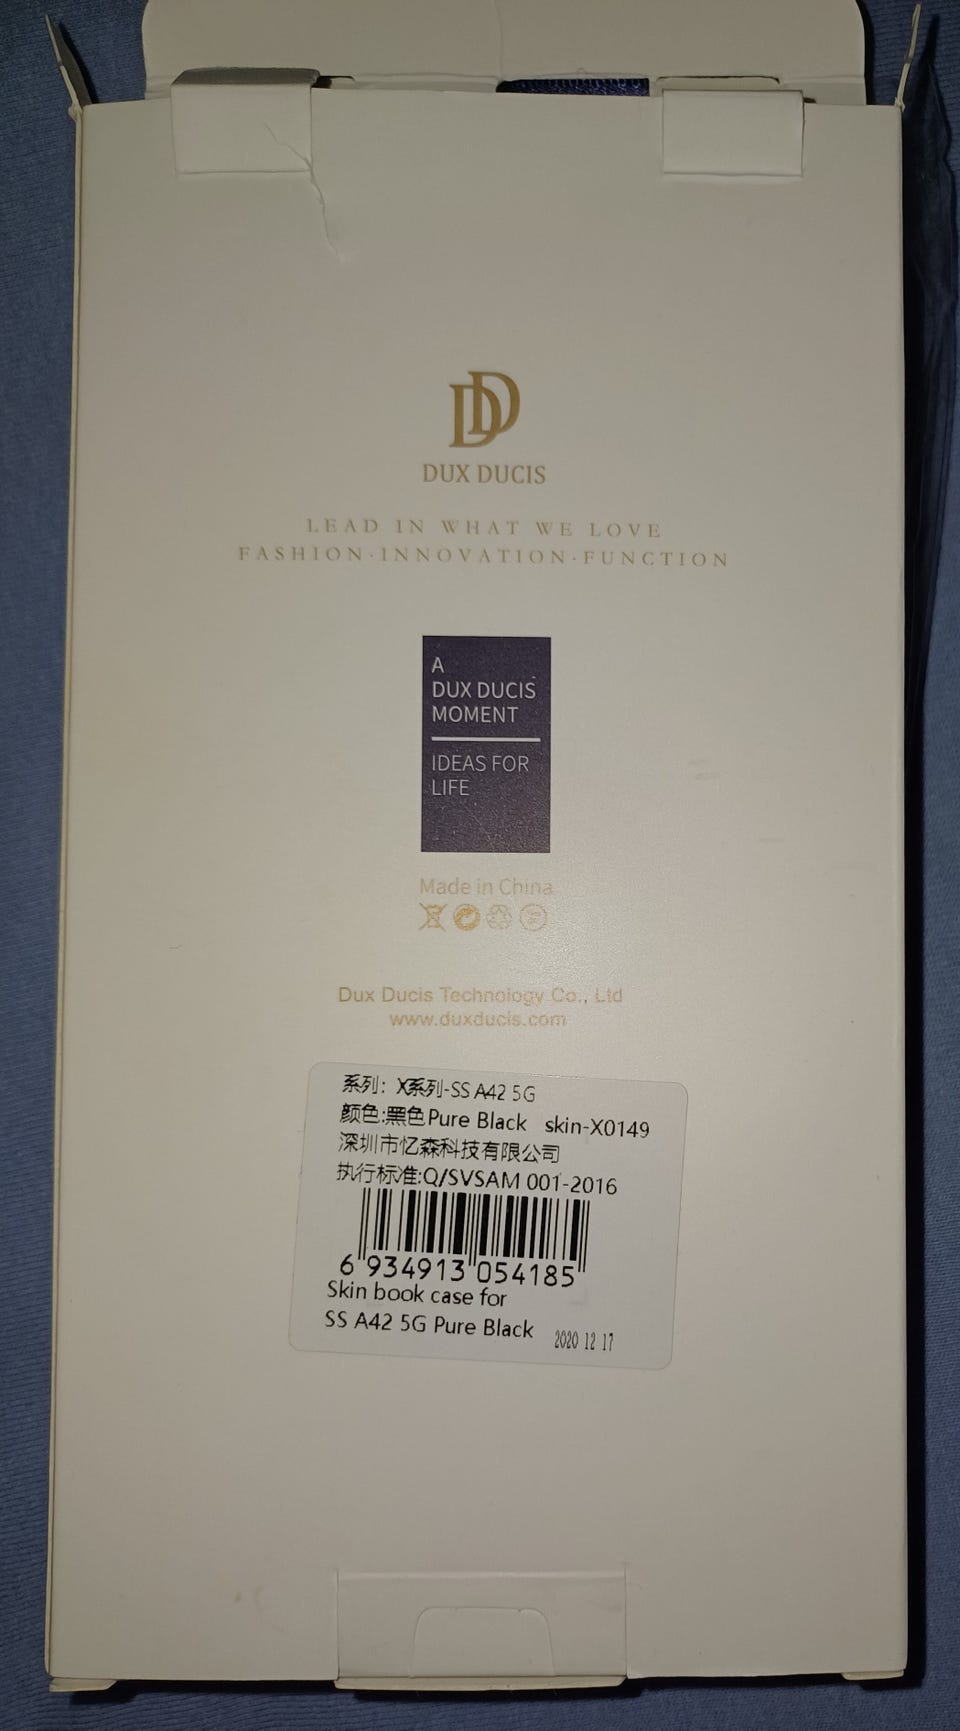 DD
DUX DUCIS
LEAD IN WHAT WE LOVE
FASHION·INNOVATION·FUNCTION
A
DUX DUCIS
MOMENT
IDEAS FOR
LIFE
Made in China
Dux Ducis Technology Co., Ltd
www.duxducis.com
系列：X系列-SS A42 5G
颜色:黑色Pure Black skin-X0149
深圳市忆森科技有限公司
执行标准:Q/SVSAM 001-2016
6 934913 054185
Skin book case for
SS A42 5G Pure Black 2020 12 17